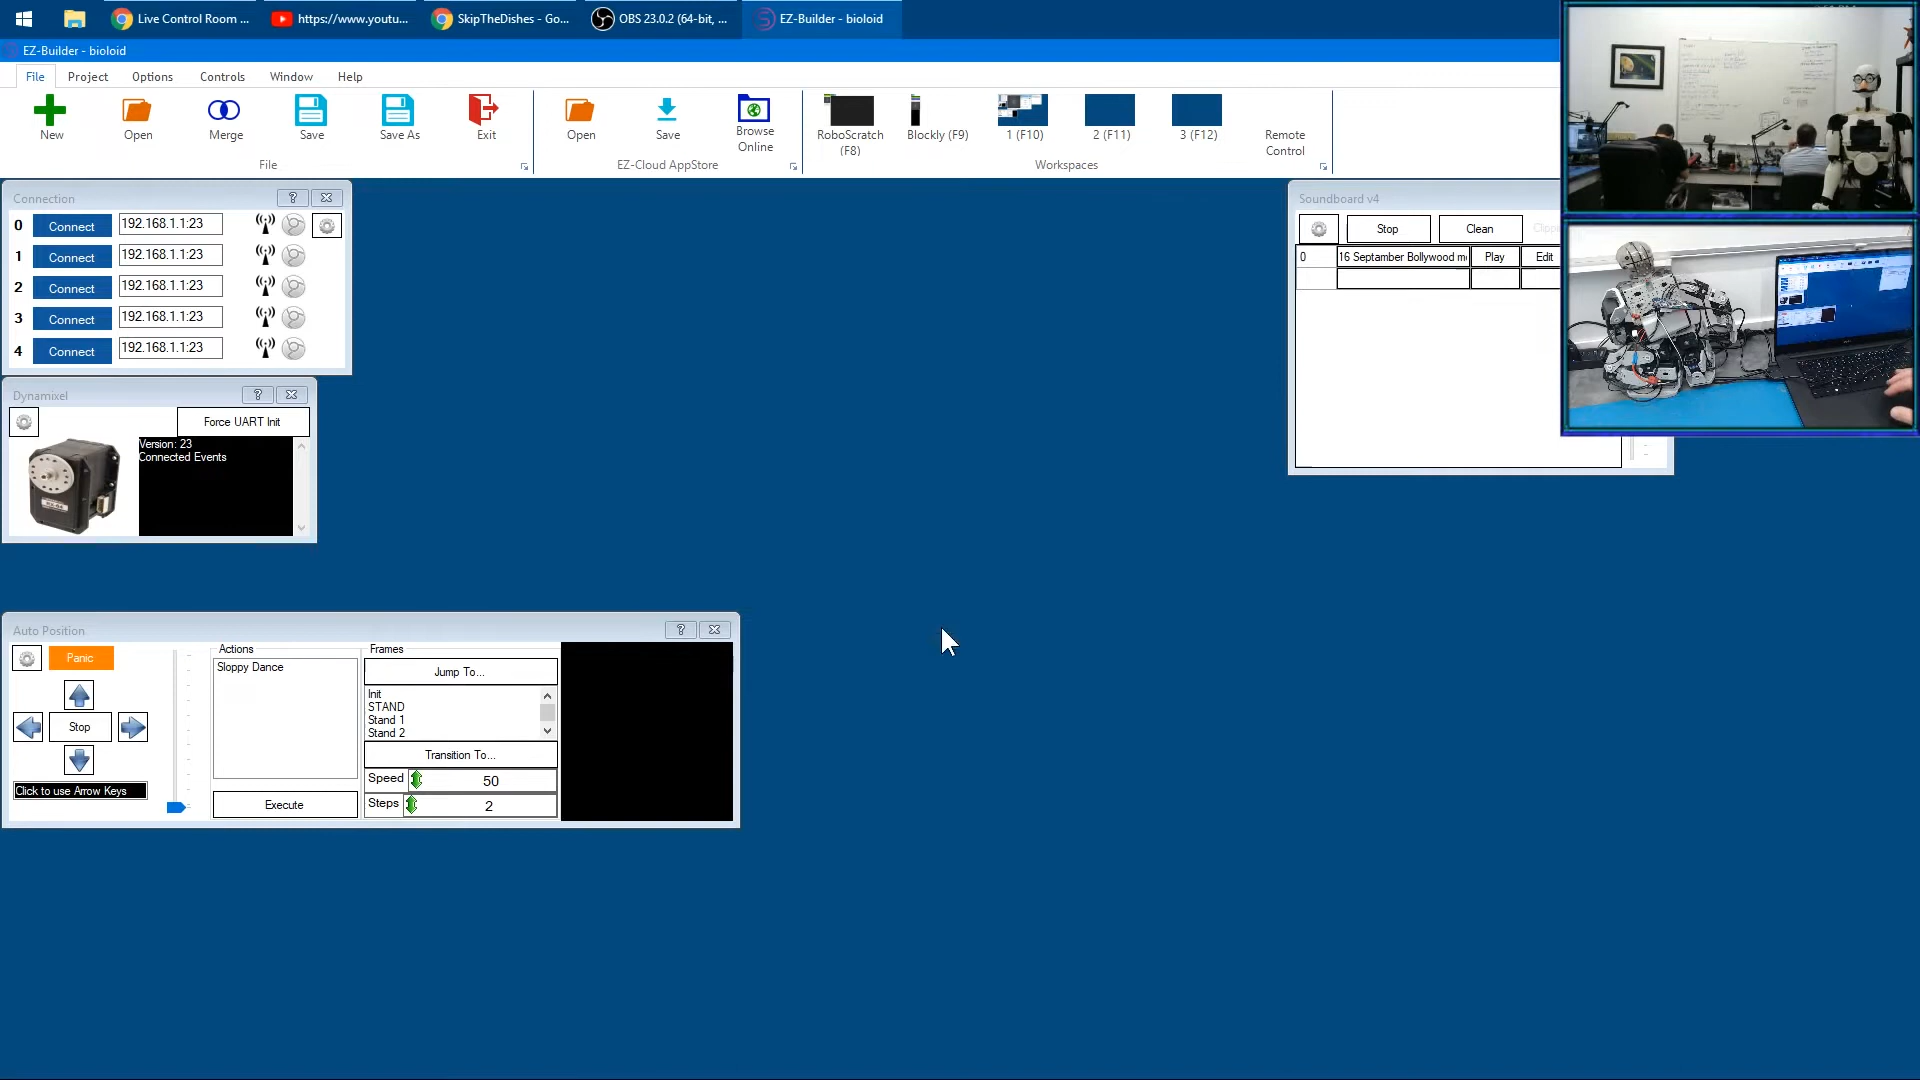 Live Control Room ...
https://www.youtu...
SkipTheDishes - Go...
OBS 23.0.2 (64-bit, ...
EZ-Builder - bioloid
EZ-Builder - bioloid
File Project Options Controls Window Help
New Open Merge Save Save As Exit
Open Save Browse Online
RoboScratch (F8) Blockly (F9) 1 (F10) 2 (F11) 3 (F12) Remote Control
File EZ-Cloud AppStore Workspaces
Connection ?
0 Connect 192.168.1.1:23
1 Connect 192.168.1.1:23
2 Connect 192.168.1.1:23
3 Connect 192.168.1.1:23
4 Connect 192.168.1.1:23
Soundboard v4
Stop Clean
0 16 Septamber Bollywood m Play Edit
Dynamixel ?
Force UART Init
Version: 23
Connected Events
Auto Position ?
Panic
Stop
Click to use Arrow Keys
Actions
Sloppy Dance
Execute
Frames
Jump To...
Init
STAND
Stand 1
Stand 2
Transition To...
Speed 50
Steps 2